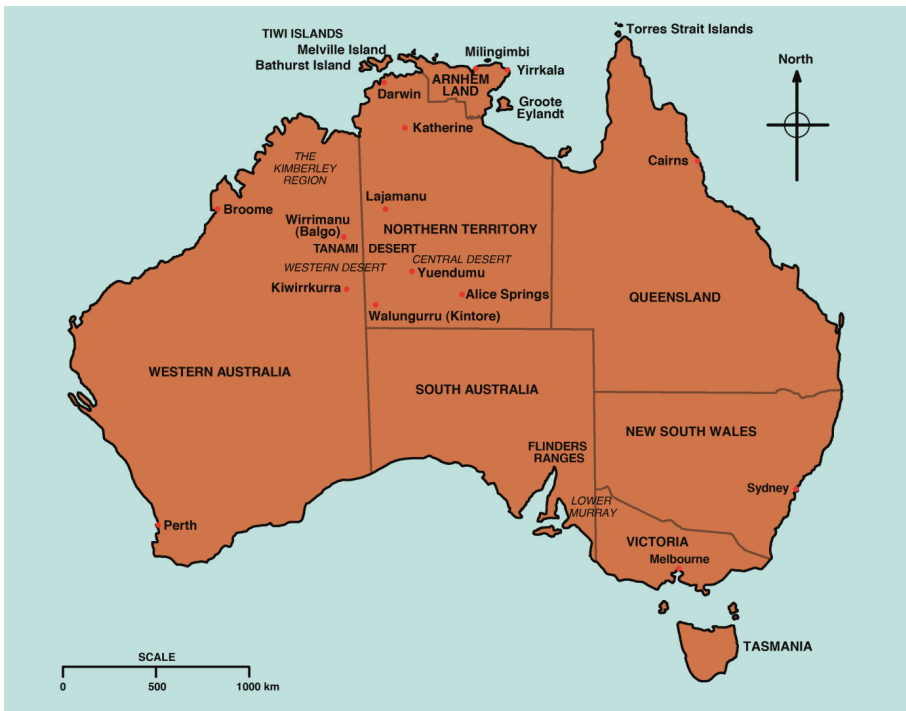 TIWI ISLANDS
Melville Island
Bathurst Island
Milingimbi
Yirrkala
Torres Strait Islands
North
ARNHEM
LAND
Darwin
Groote
Eylandt
Katherine
THE
KIMBERLEY
REGION
Cairns
Lajamanu
Broome
Wirrimanu
(Balgo)
NORTHERN TERRITORY
TANAMI DESERT
WESTERN DESERT
CENTRAL DESERT
Yuendumu
Kiwirrkurra
Alice Springs
Walungurru (Kintore)
QUEENSLAND
WESTERN AUSTRALIA
SOUTH AUSTRALIA
NEW SOUTH WALES
FLINDERS
RANGES
Sydney
LOWER
MURRAY
Perth
VICTORIA
Melbourne
TASMANIA
SCALE
0 500 1000 km